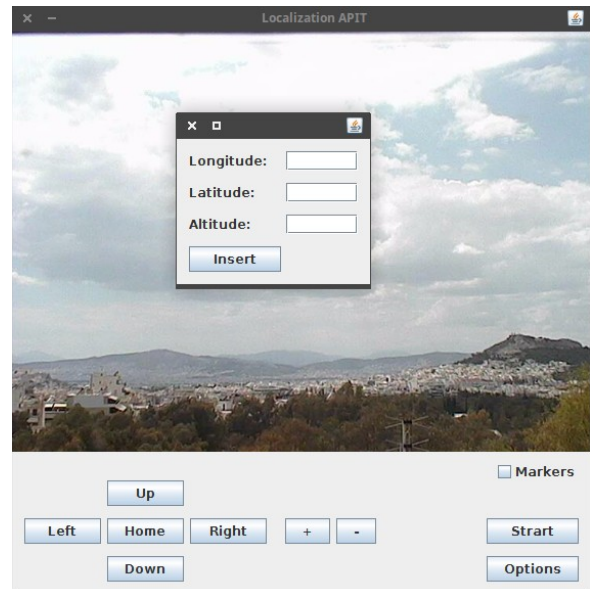 Localization APIT
Longitude:
Latitude:
Altitude:
Insert
Markers
Up
Left Home Right + - Strart
Down Options